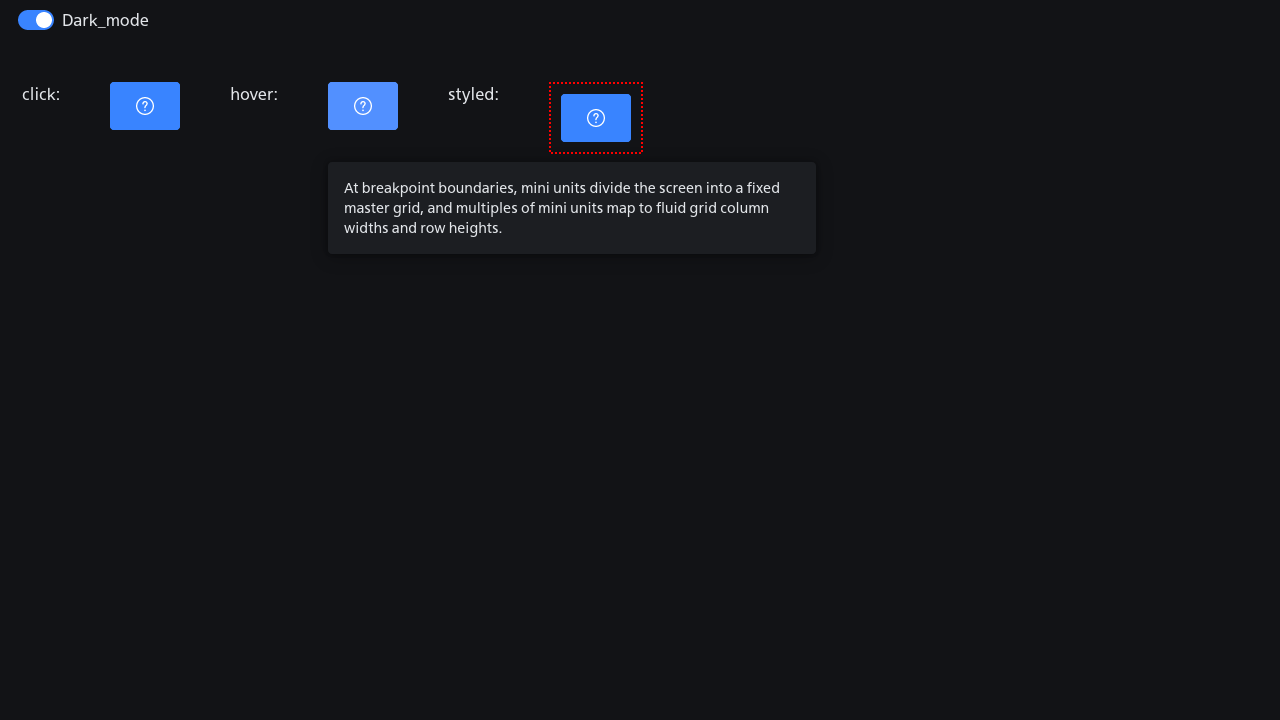 Dark_mode
click:
hover:
styled:
At breakpoint boundaries, mini units divide the screen into a fixed
master grid, and multiples of mini units map to fluid grid column
widths and row heights.